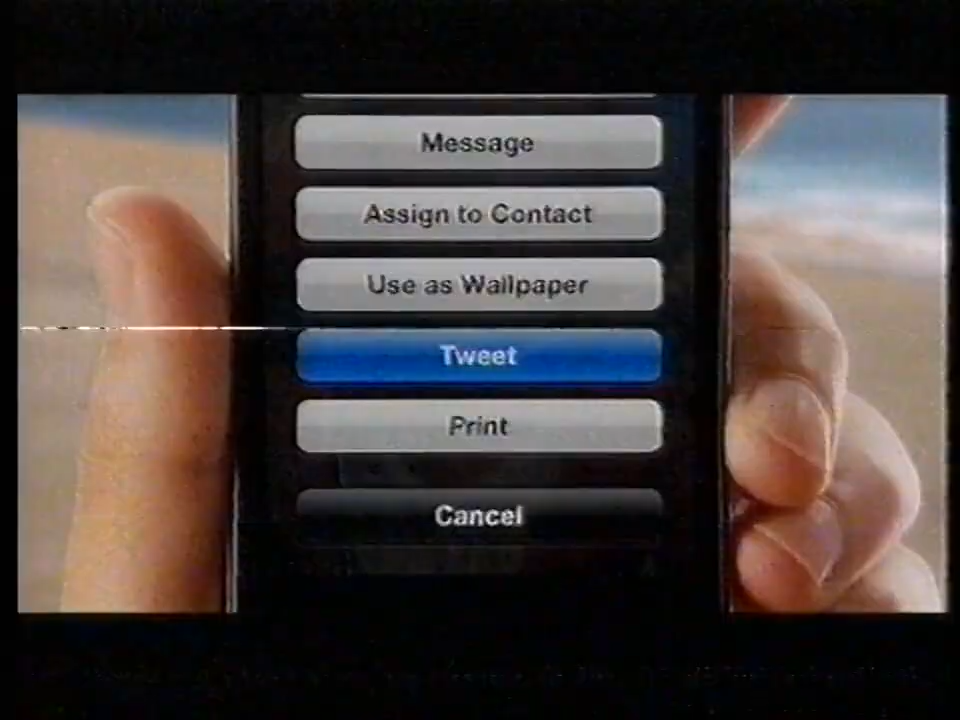 Message
Assign to Contact
Use as Wallpaper
Tweet
Print
Cancel